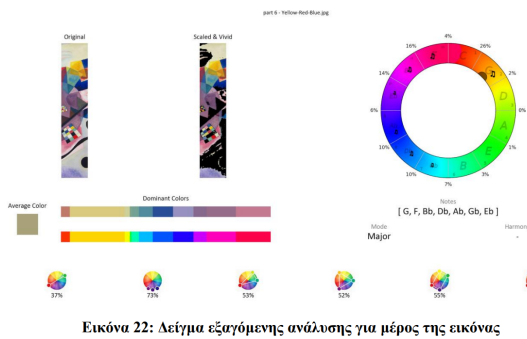 part 6 - Yellow-Red-Blue.jpg
Original
Scaled & Vivid
4%
16%
28%
14%
2%
6%
0%
10%
1%
10%
3%
7%
D
A
E
B
Average Color
Dominant Colors
Notes
[ G, F, Bb, Db, Ab, Gb, Eb ]
Mode
Major
Harmon
-
37%
73%
53%
52%
55%
Εικόνα 22: Δείγμα εξαγόμενης ανάλυσης για μέρος της εικόνας